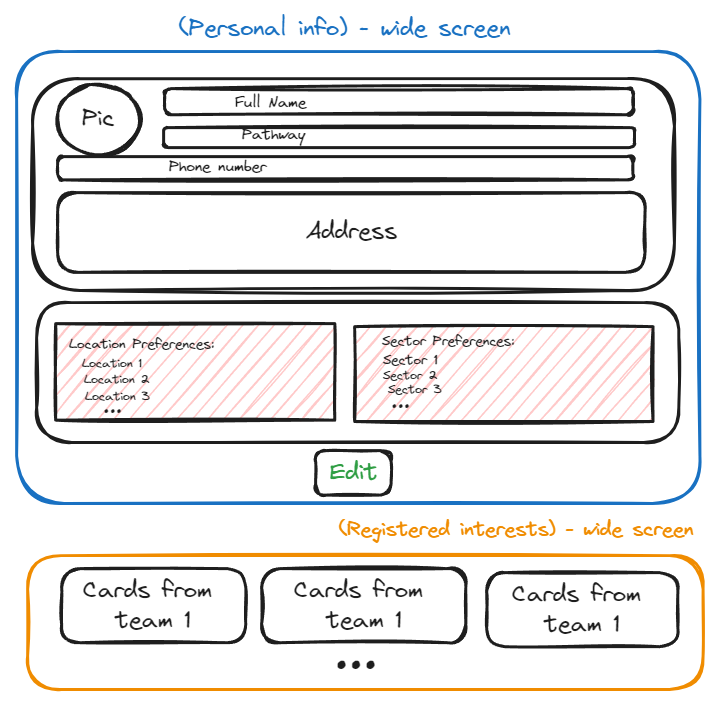 (Personal info) - wide screen
Pic
Full Name
Pathway
Phone number
Address
Location Preferences:
Location 1
Location 2
Location 3
...
Sector Preferences:
Sector 1
Sector 2
Sector 3
...
Edit
(Registered interests) - wide screen
Cards from
team 1
Cards from
team 1
Cards from
team 1
...